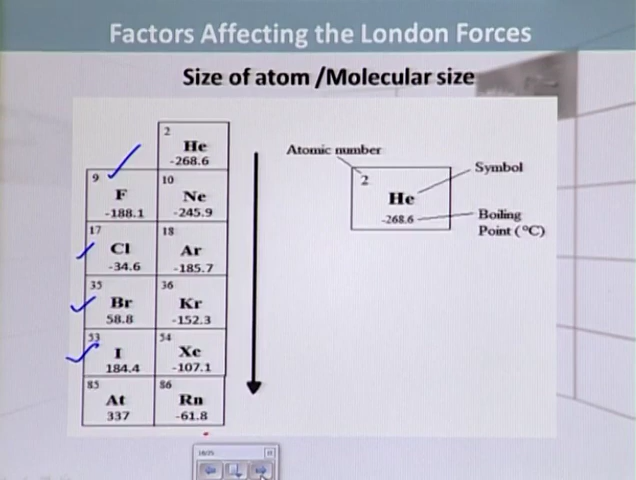 Factors Affecting the London Forces
Size of atom /Molecular size
2
He
-268.6
9
F
-188.1
10
Ne
-245.9
17
Cl
-34.6
18
Ar
-185.7
35
Br
58.8
36
Kr
-152.3
53
I
184.4
54
Xe
-107.1
85
At
337
86
Rn
-61.8
Atomic number
2
He
-268.6
Symbol
Boiling
Point (°C)